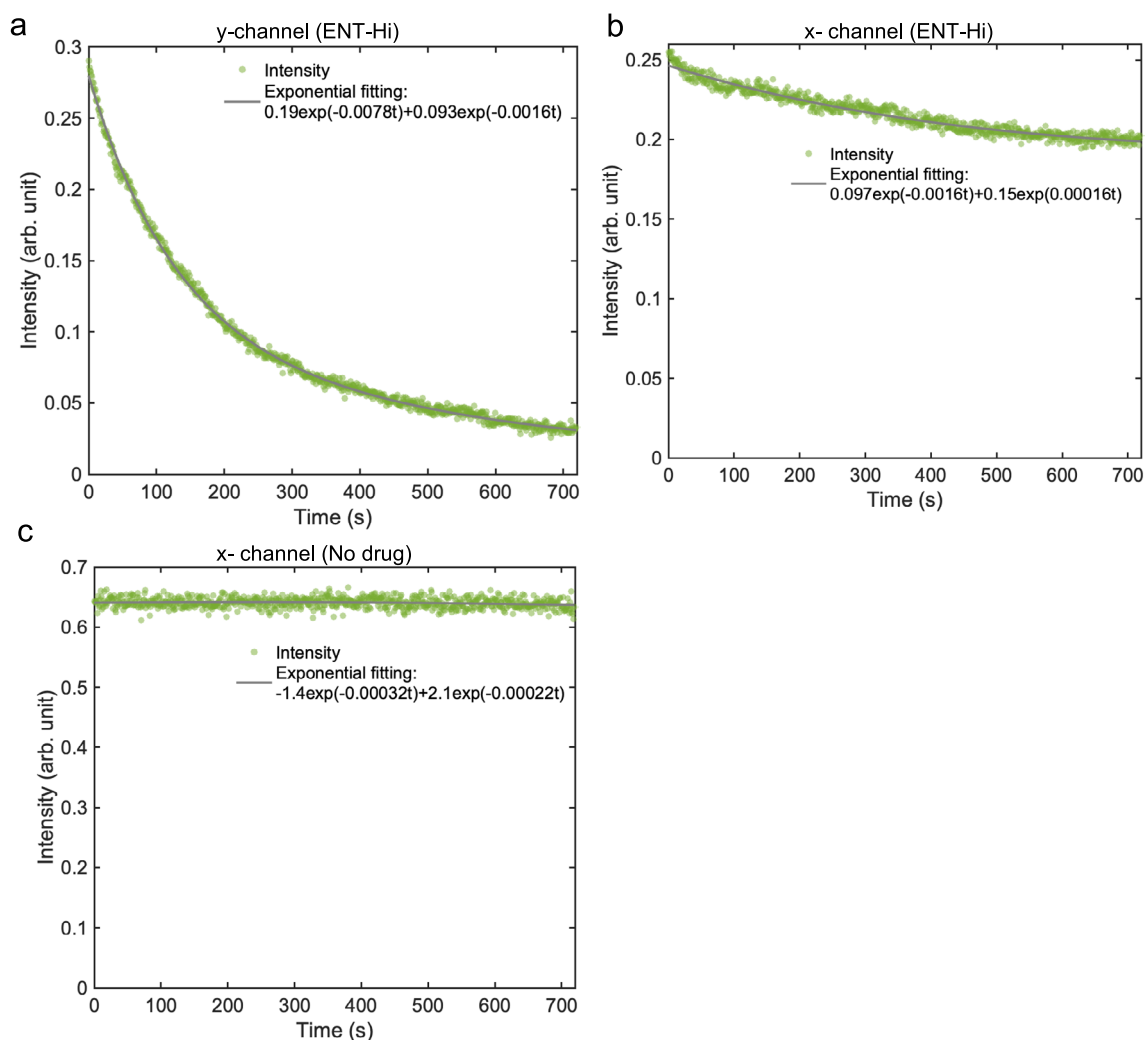 a
y-channel (ENT-Hi)
0.3
0.25
0.2
0.15
0.1
0.05
0
Intensity (arb. unit)
Intensity
Exponential fitting:
0.19exp(-0.0078t)+0.093exp(-0.0016t)
0 100 200 300 400 500 600 700
Time (s)
b
x- channel (ENT-Hi)
0.25
0.2
0.15
0.1
0.05
0
Intensity (arb. unit)
Intensity
Exponential fitting:
0.097exp(-0.0016t)+0.15exp(0.00016t)
0 100 200 300 400 500 600 700
Time (s)
c
x- channel (No drug)
0.7
0.6
0.5
0.4
0.3
0.2
0.1
0
Intensity (arb. unit)
Intensity
Exponential fitting:
-1.4exp(-0.00032t)+2.1exp(-0.00022t)
0 100 200 300 400 500 600 700
Time (s)